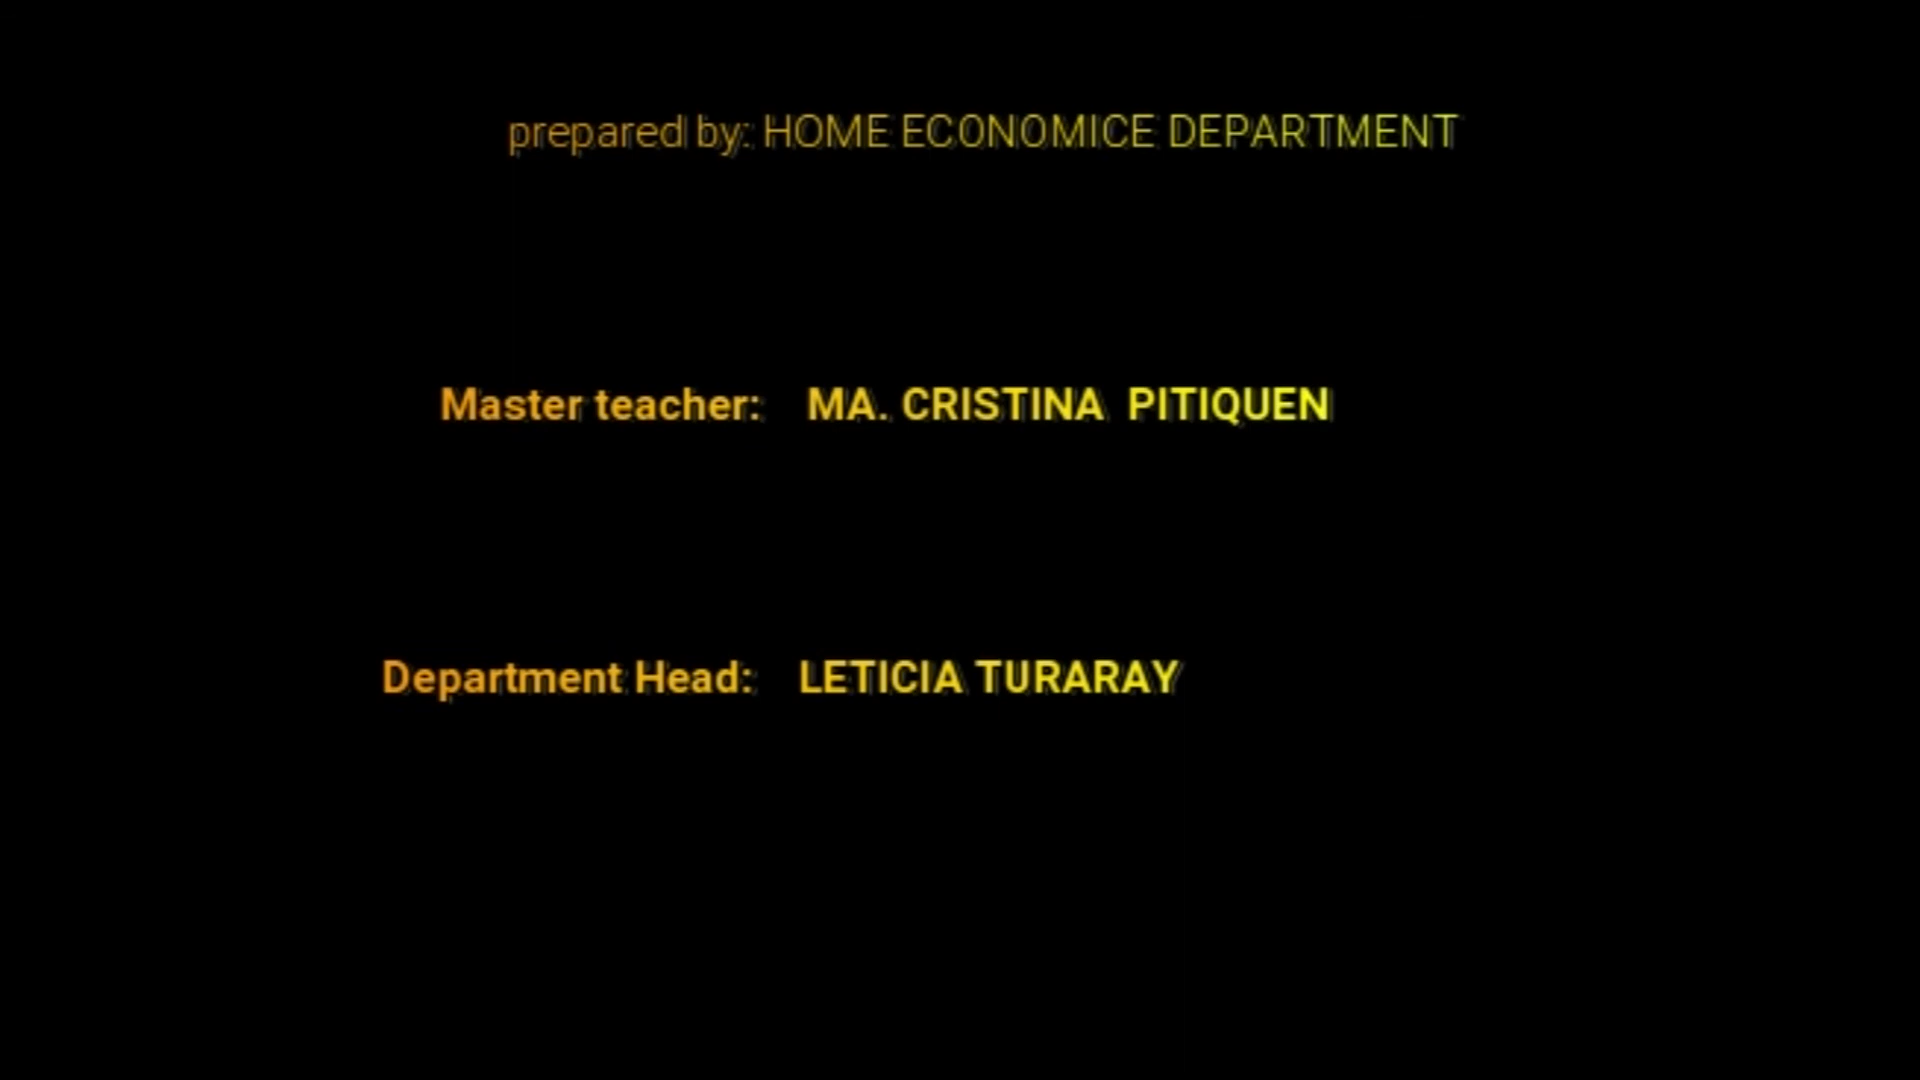 prepared by: HOME ECONOMICE DEPARTMENT
Master teacher: MA. CRISTINA PITIQUEN
Department Head: LETICIA TURARAY